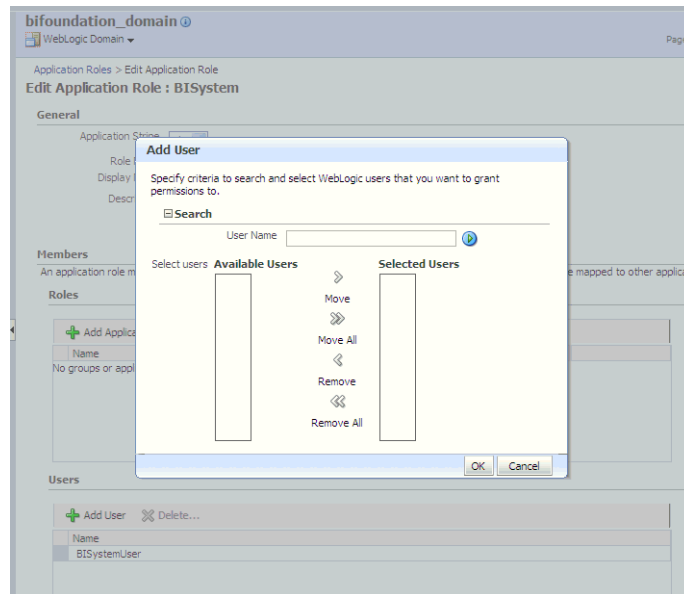 bifoundation_domain
WebLogic Domain
Page
Application Roles > Edit Application Role
Edit Application Role : BISystem
General
Application Stripe
Role
Display
Descr
Add User
Specify criteria to search and select WebLogic users that you want to grant
permissions to.
Search
User Name
Select users Available Users Selected Users
Move
Move All
Remove
Remove All
OK Cancel
Members
An application role m e mapped to other applica
Roles
Add Applica
Name
No groups or appl
Users
Add User Delete...
Name
BISystemUser